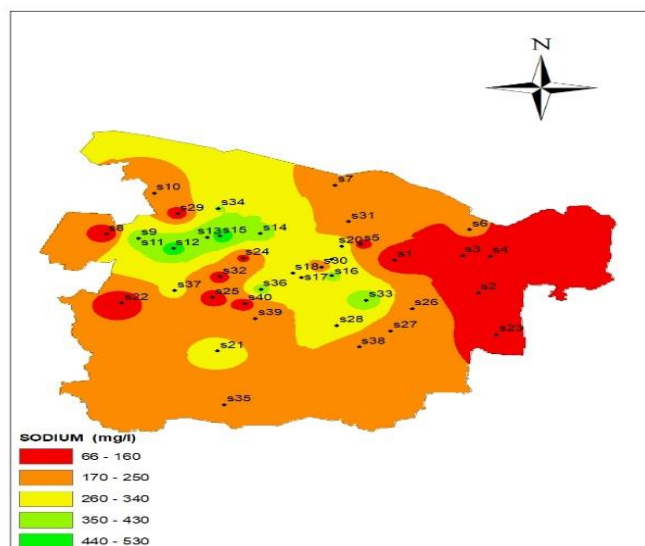 N
s7
s10
s34
s29
s31
s8
s9
s13
s15
s14
s6
s11
s12
s20
s5
s24
s30
s1
s3
s4
s32
s18
s16
s17
s37
s36
s2
s22
s25
s40
s33
s26
s39
s28
s27
s23
s21
s38
s35
SODIUM (mg/l)
66 - 160
170 - 250
260 - 340
350 - 430
440 - 530